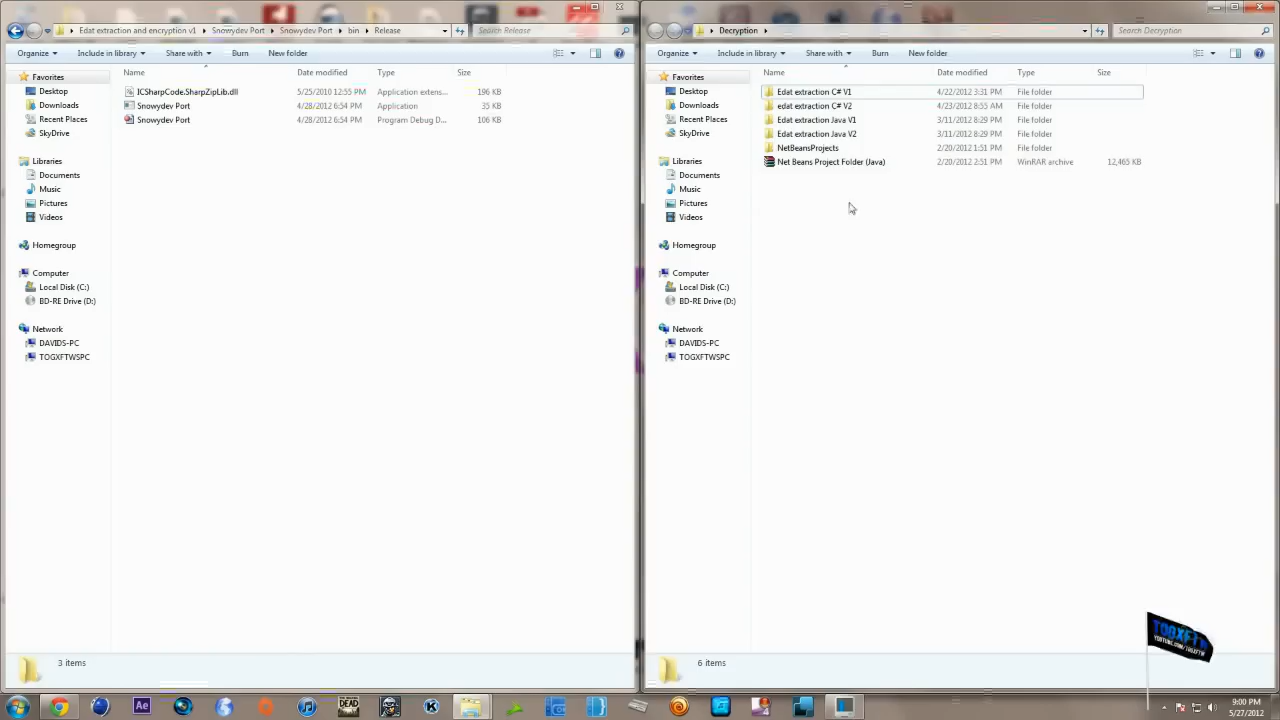 Edat extraction and encryption v1 Snowydev Port Snowydev Port bin Release Search Release
Organize Include in library Share with Burn New folder
Favorites
Desktop
Downloads
Recent Places
SkyDrive
Libraries
Documents
Music
Pictures
Videos
Homegroup
Computer
Local Disk (C:)
BD-RE Drive (D:)
Network
DAVIDS-PC
TOGXFTWSPC
Name Date modified Type Size
ICSharpCode.SharpZipLib.dll 5/25/2010 12:55 PM Application extens... 196 KB
Snowydev Port 4/28/2012 6:54 PM Application 35 KB
Snowydev Port 4/28/2012 6:54 PM Program Debug D... 106 KB
3 items
Decryption Search Decryption
Organize Include in library Share with Burn New folder
Favorites
Desktop
Downloads
Recent Places
SkyDrive
Libraries
Documents
Music
Pictures
Videos
Homegroup
Computer
Local Disk (C:)
BD-RE Drive (D:)
Network
DAVIDS-PC
TOGXFTWSPC
Name Date modified Type Size
Edat extraction C# V1 4/22/2012 3:31 PM File folder
edat extraction C# V2 4/23/2012 8:55 AM File folder
Edat extraction Java V1 3/11/2012 8:29 PM File folder
Edat extraction Java V2 3/11/2012 8:29 PM File folder
NetBeansProjects 2/20/2012 1:51 PM File folder
Net Beans Project Folder (Java) 2/20/2012 2:51 PM WinRAR archive 12,465 KB
6 items
TOGXFTW
YOUTUBE.COM/TOGXFTW
Ae
DEAD
K
9:00 PM
5/27/2012